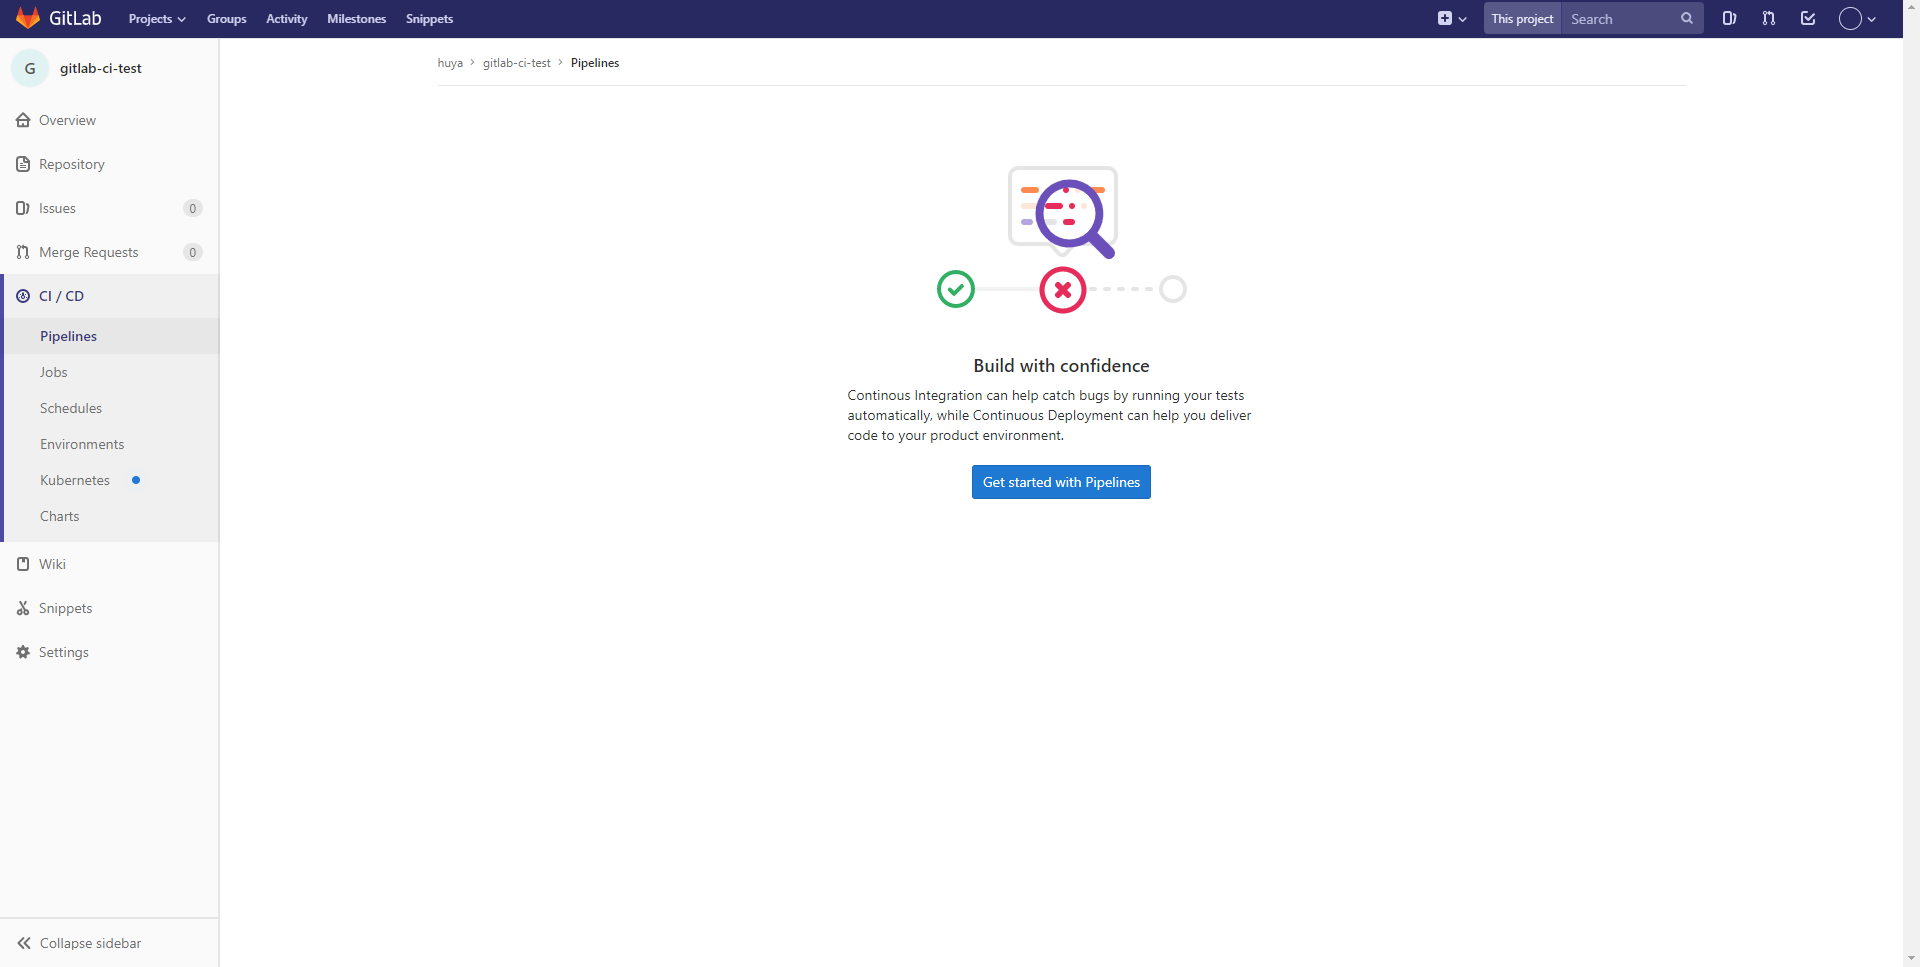 GitLab Projects Groups Activity Milestones Snippets This project Search
G gitlab-ci-test
Overview
Repository
Issues 0
Merge Requests 0
CI / CD
Pipelines
Jobs
Schedules
Environments
Kubernetes
Charts
Wiki
Snippets
Settings
Collapse sidebar
huya > gitlab-ci-test > Pipelines
Build with confidence
Continous Integration can help catch bugs by running your tests
automatically, while Continuous Deployment can help you deliver
code to your product environment.
Get started with Pipelines